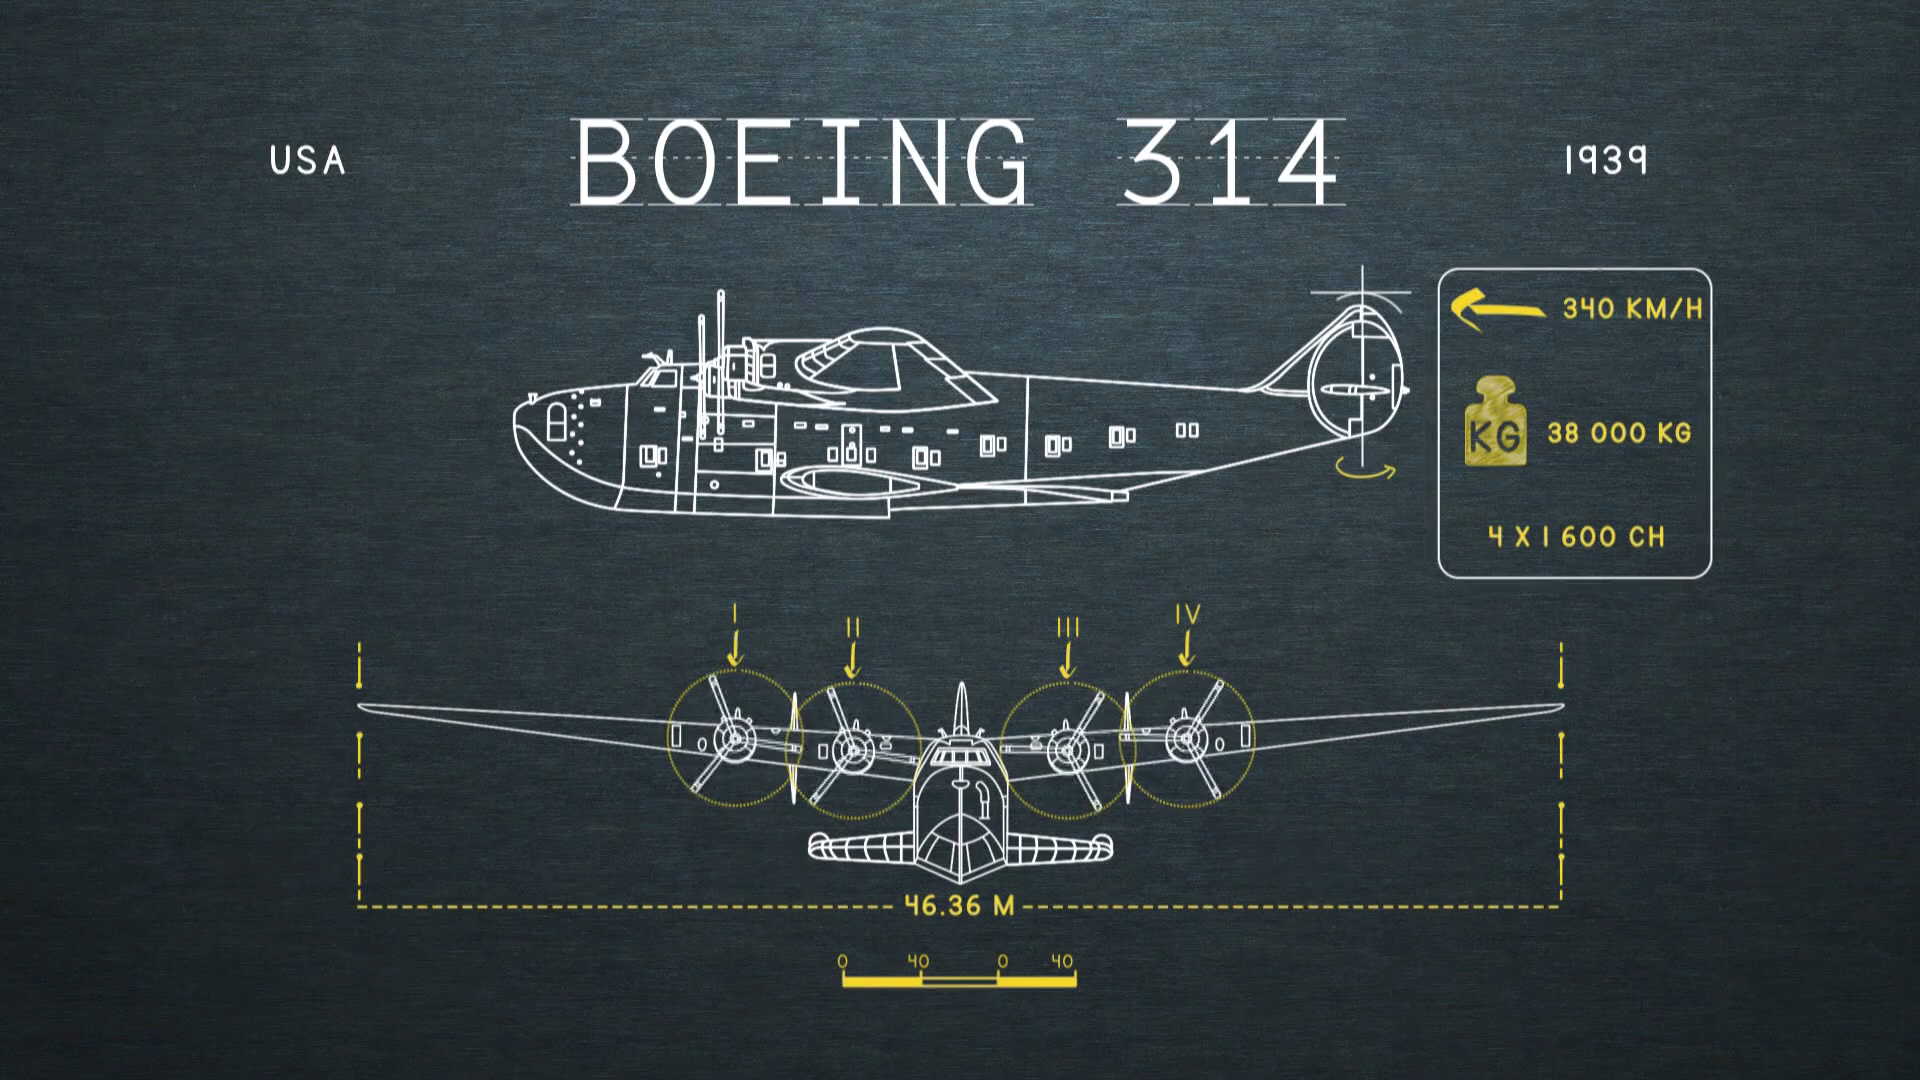 USA
BOEING 314
1939
340 KM/H
KG
38 000 KG
4 X 1 600 CH
I
II
III
IV
46.36 M
0 40 0 40